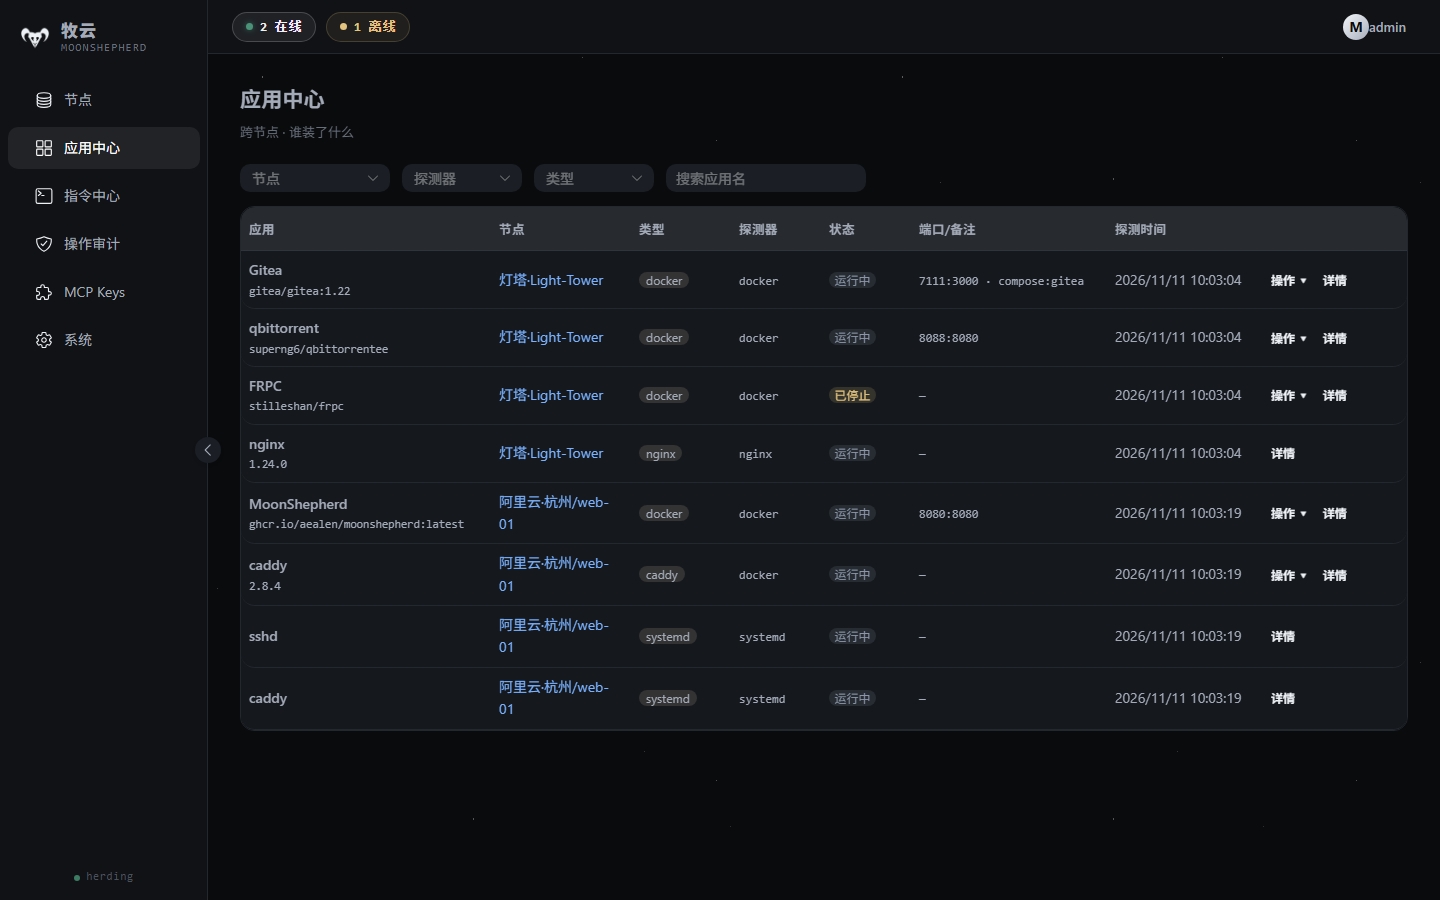 牧云
MOONSHEPHERD
节点
应用中心
指令中心
操作审计
MCP Keys
系统
herding
2 在线
1 离线
M admin
应用中心
跨节点 · 谁装了什么
节点 探测器 类型 搜索应用名
应用 节点 类型 探测器 状态 端口/备注 探测时间
Gitea
gitea/gitea:1.22
灯塔·Light-Tower docker docker 运行中 7111:3000 · compose:gitea 2026/11/11 10:03:04 操作 ▾ 详情
qbittorrent
superng6/qbittorrentee
灯塔·Light-Tower docker docker 运行中 8088:8080 2026/11/11 10:03:04 操作 ▾ 详情
FRPC
stilleshan/frpc
灯塔·Light-Tower docker docker 已停止 — 2026/11/11 10:03:04 操作 ▾ 详情
nginx
1.24.0
灯塔·Light-Tower nginx nginx 运行中 — 2026/11/11 10:03:04 详情
MoonShepherd
ghcr.io/aealen/moonshepherd:latest
阿里云·杭州/web-
01
docker docker 运行中 8080:8080 2026/11/11 10:03:19 操作 ▾ 详情
caddy
2.8.4
阿里云·杭州/web-
01
caddy docker 运行中 — 2026/11/11 10:03:19 操作 ▾ 详情
sshd
阿里云·杭州/web-
01
systemd systemd 运行中 — 2026/11/11 10:03:19 详情
caddy
阿里云·杭州/web-
01
systemd systemd 运行中 — 2026/11/11 10:03:19 详情